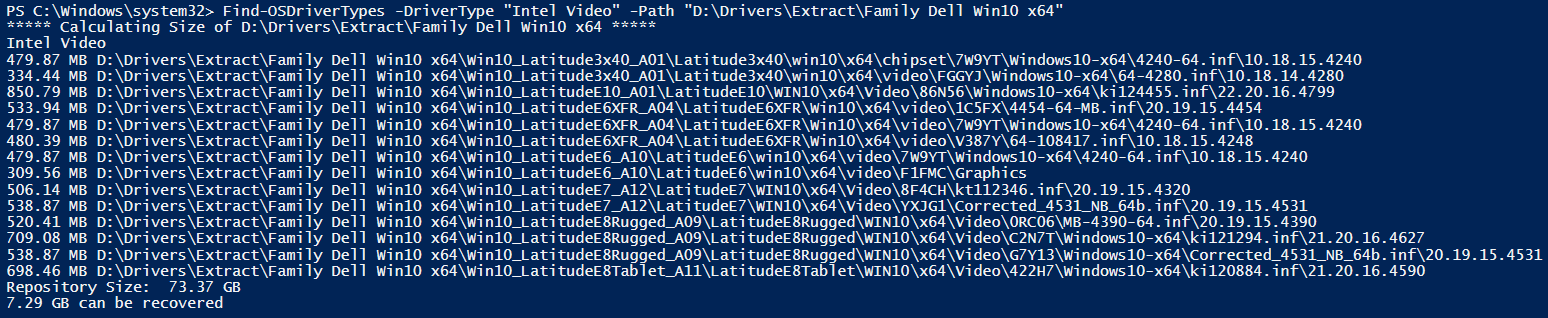 PS C:\Windows\system32> Find-OSDriverTypes -DriverType "Intel Video" -Path "D:\Drivers\Extract\Family Dell Win10 x64"
***** Calculating Size of D:\Drivers\Extract\Family Dell Win10 x64 *****
Intel Video
479.87 MB D:\Drivers\Extract\Family Dell Win10 x64\Win10_Latitude3x40_A01\Latitude3x40\win10\x64\chipset\7W9YT\Windows10-x64\4240-64.inf\10.18.15.4240
334.44 MB D:\Drivers\Extract\Family Dell Win10 x64\Win10_Latitude3x40_A01\Latitude3x40\win10\x64\video\FGGYJ\Windows10-x64\64-4280.inf\10.18.14.4280
850.79 MB D:\Drivers\Extract\Family Dell Win10 x64\Win10_LatitudeE10_A01\LatitudeE10\WIN10\x64\Video\86N56\Windows10-x64\ki124455.inf\22.20.16.4799
533.94 MB D:\Drivers\Extract\Family Dell Win10 x64\Win10_LatitudeE6XFR_A04\LatitudeE6XFR\Win10\x64\video\1C5FX\4454-64-MB.inf\20.19.15.4454
479.87 MB D:\Drivers\Extract\Family Dell Win10 x64\Win10_LatitudeE6XFR_A04\LatitudeE6XFR\Win10\x64\video\7W9YT\Windows10-x64\4240-64.inf\10.18.15.4240
480.39 MB D:\Drivers\Extract\Family Dell Win10 x64\Win10_LatitudeE6XFR_A04\LatitudeE6XFR\Win10\x64\video\V387Y\64-108417.inf\10.18.15.4248
479.87 MB D:\Drivers\Extract\Family Dell Win10 x64\Win10_LatitudeE6_A10\LatitudeE6\win10\x64\video\7W9YT\Windows10-x64\4240-64.inf\10.18.15.4240
309.56 MB D:\Drivers\Extract\Family Dell Win10 x64\Win10_LatitudeE6_A10\LatitudeE6\win10\x64\video\F1FMC\Graphics
506.14 MB D:\Drivers\Extract\Family Dell Win10 x64\Win10_LatitudeE7_A12\LatitudeE7\WIN10\x64\Video\8F4CH\kt112346.inf\20.19.15.4320
538.87 MB D:\Drivers\Extract\Family Dell Win10 x64\Win10_LatitudeE7_A12\LatitudeE7\WIN10\x64\Video\YXJG1\Corrected_4531_NB_64b.inf\20.19.15.4531
520.41 MB D:\Drivers\Extract\Family Dell Win10 x64\Win10_LatitudeE8Rugged_A09\LatitudeE8Rugged\WIN10\x64\Video\0RC06\MB-4390-64.inf\20.19.15.4390
709.08 MB D:\Drivers\Extract\Family Dell Win10 x64\Win10_LatitudeE8Rugged_A09\LatitudeE8Rugged\WIN10\x64\Video\C2N7T\Windows10-x64\ki121294.inf\21.20.16.4627
538.87 MB D:\Drivers\Extract\Family Dell Win10 x64\Win10_LatitudeE8Rugged_A09\LatitudeE8Rugged\WIN10\x64\Video\G7Y13\Windows10-x64\Corrected_4531_NB_64b.inf\20.19.15.4531
698.46 MB D:\Drivers\Extract\Family Dell Win10 x64\Win10_LatitudeE8Tablet_A11\LatitudeE8Tablet\WIN10\x64\Video\422H7\Windows10-x64\ki120884.inf\21.20.16.4590
Repository Size:  73.37 GB
7.29 GB can be recovered